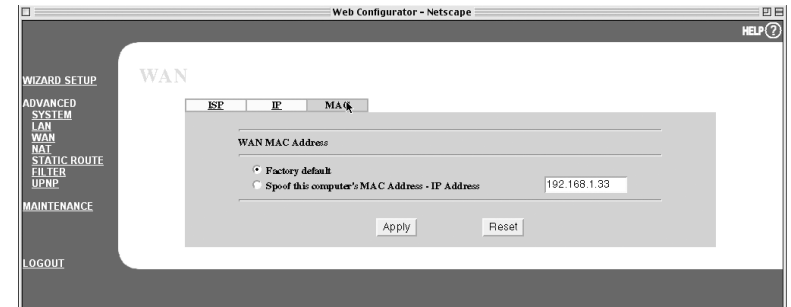 Web Configurator - Netscape
HELP ?
WIZARD SETUP
ADVANCED
SYSTEM
LAN
WAN
NAT
STATIC ROUTE
FILTER
UPNP
MAINTENANCE
LOGOUT
WAN
ISP IP MAC
WAN MAC Address
Factory default
Spoof this computer's MAC Address - IP Address 192.168.1.33
Apply Reset